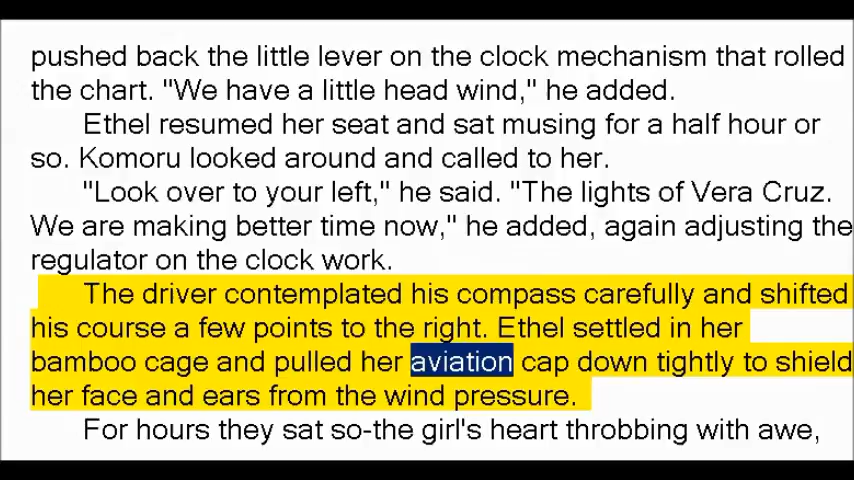 pushed back the little lever on the clock mechanism that rolled
the chart. "We have a little head wind," he added.
Ethel resumed her seat and sat musing for a half hour or
so. Komoru looked around and called to her.
"Look over to your left," he said. "The lights of Vera Cruz.
We are making better time now," he added, again adjusting the
regulator on the clock work.
The driver contemplated his compass carefully and shifted
his course a few points to the right. Ethel settled in her
bamboo cage and pulled her aviation cap down tightly to shield
her face and ears from the wind pressure.
For hours they sat so-the girl's heart throbbing with awe,